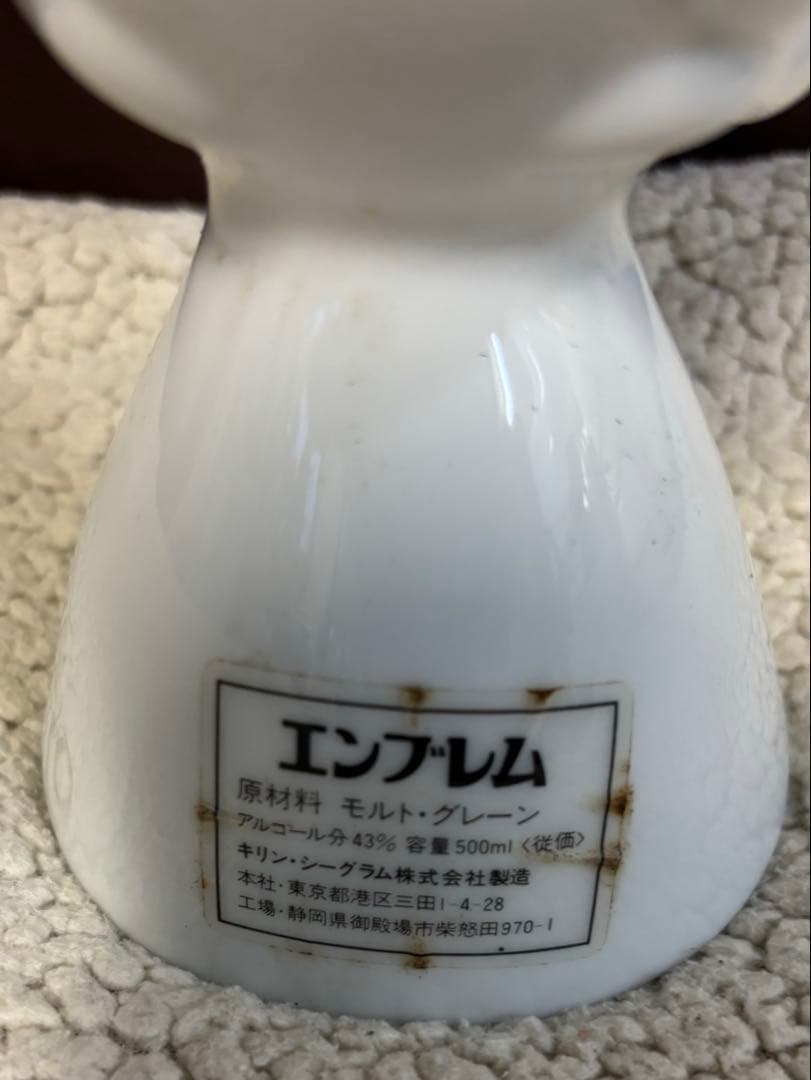 エンブレム
原材料 モルト・グレーン
アルコール分43% 容量500ml〈従価〉
キリン・シーグラム株式会社製造
本社・東京都港区三田1-4-28
工場・静岡県御殿場市柴怒田970-1